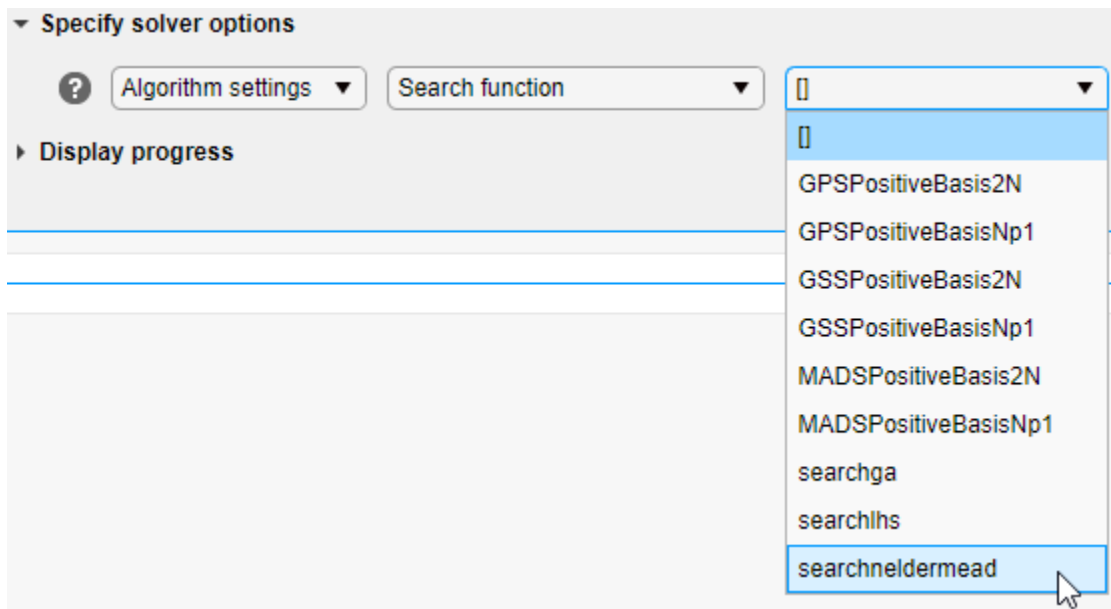 Specify solver options
? Algorithm settings Search function []
[]
Display progress
GPSPositiveBasis2N
GPSPositiveBasisNp1
GSSPositiveBasis2N
GSSPositiveBasisNp1
MADSPositiveBasis2N
MADSPositiveBasisNp1
searchga
searchlhs
searchneldermead